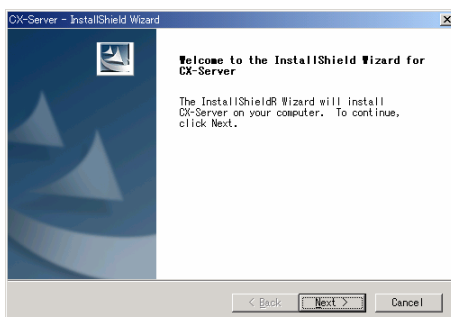 CX-Server - InstallShield Wizard
Welcome to the InstallShield Wizard for
CX-Server
The InstallShieldR Wizard will install
CX-Server on your computer. To continue,
click Next.
< Back
Next >
Cancel